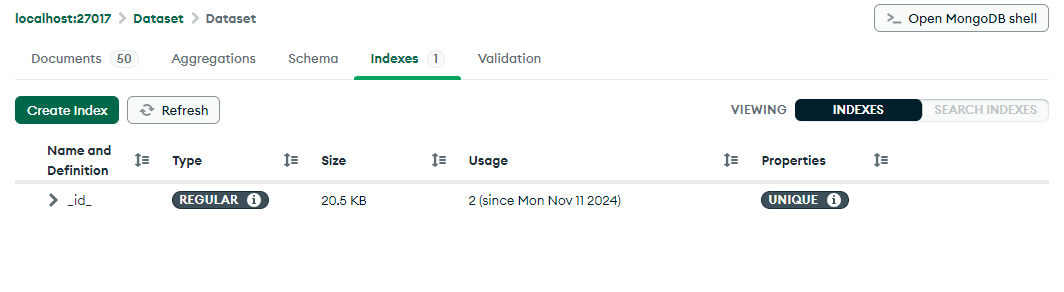 localhost:27017 > Dataset > Dataset
>_ Open MongoDB shell
Documents 50 Aggregations Schema Indexes 1 Validation
Create Index Refresh VIEWING INDEXES SEARCH INDEXES
Name and Definition Type Size Usage Properties
_id_ REGULAR i 20.5 KB 2 (since Mon Nov 11 2024) UNIQUE i